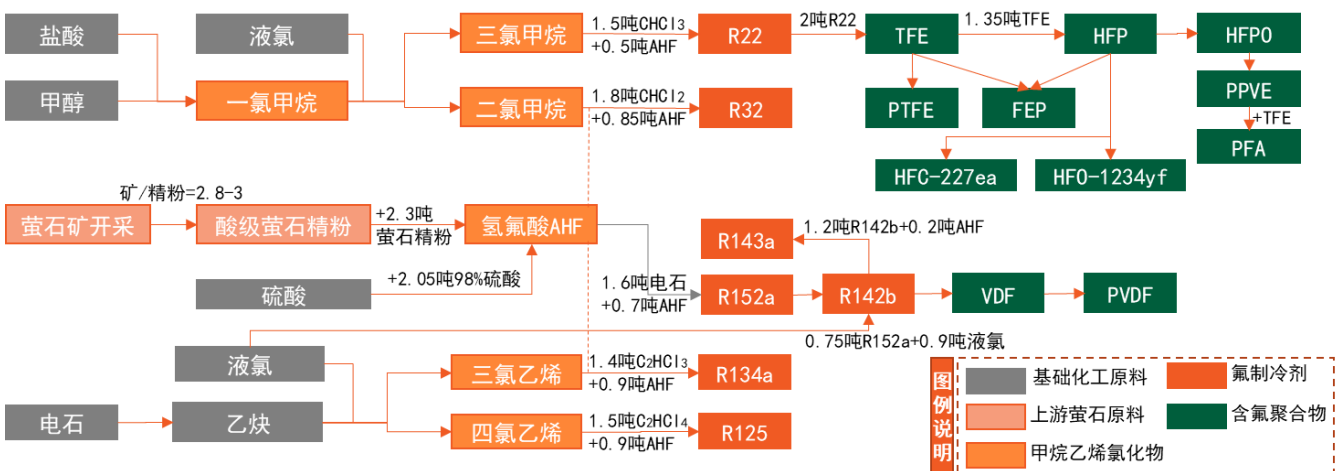 盐酸
液氯
三氯甲烷
1.5吨CHCl₃
+0.5吨AHF
R22
2吨R22
TFE
1.35吨TFE
HFP
HFPO
甲醇
一氯甲烷
二氯甲烷
1.8吨CHCl₂
+0.85吨AHF
R32
PTFE
FEP
PPVE
+TFE
PFA
HFC-227ea
HFO-1234yf
矿/精粉=2.8-3
萤石矿开采
酸级萤石精粉
+2.3吨
萤石精粉
氢氟酸AHF
R143a
1.2吨R142b+0.2吨AHF
硫酸
+2.05吨98%硫酸
1.6吨电石
+0.7吨AHF
R152a
R142b
VDF
PVDF
0.75吨R152a+0.9吨液氯
液氯
三氯乙烯
1.4吨C₂HCl₃
+0.9吨AHF
R134a
电石
乙炔
四氯乙烯
1.5吨C₂HCl₄
+0.9吨AHF
R125
图例说明
基础化工原料
氟制冷剂
上游萤石原料
含氟聚合物
甲烷乙烯氯化物